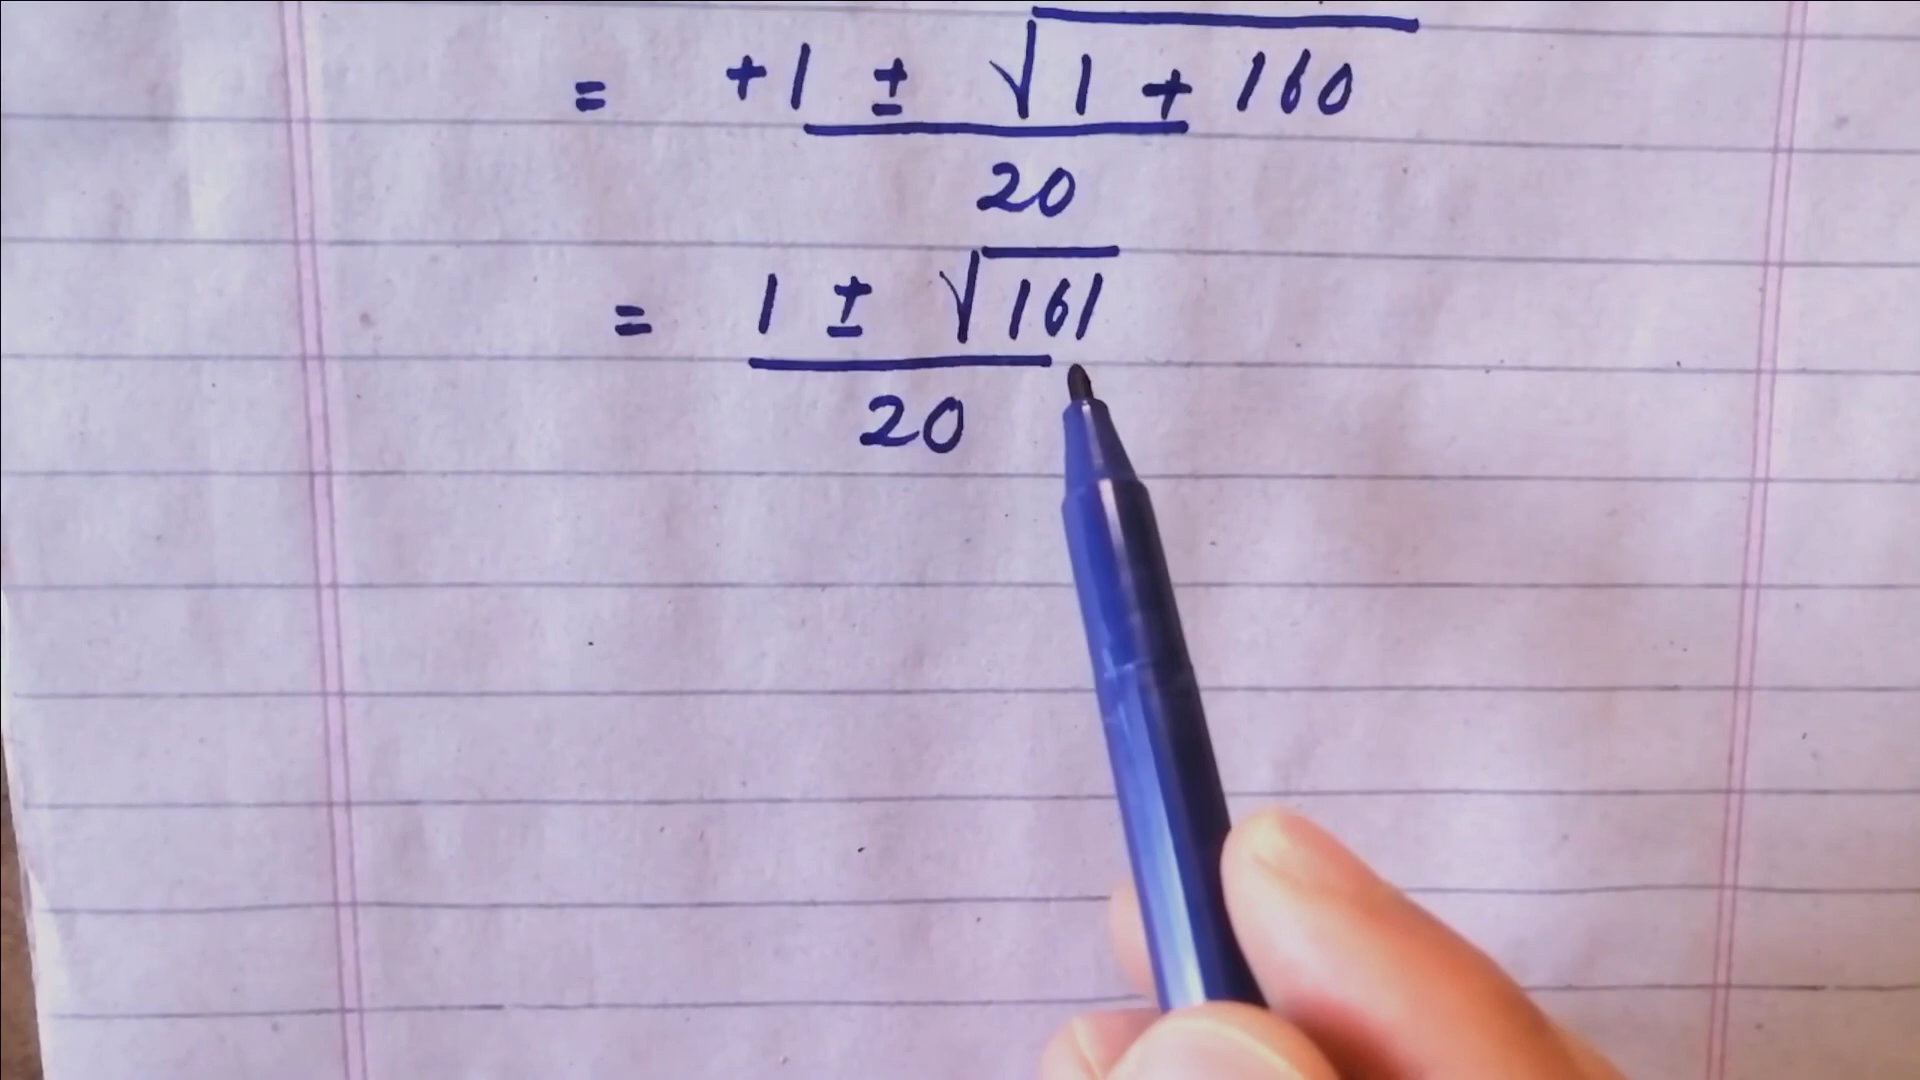 = +1 ± √1 + 160
20
= 1 ± √161
20